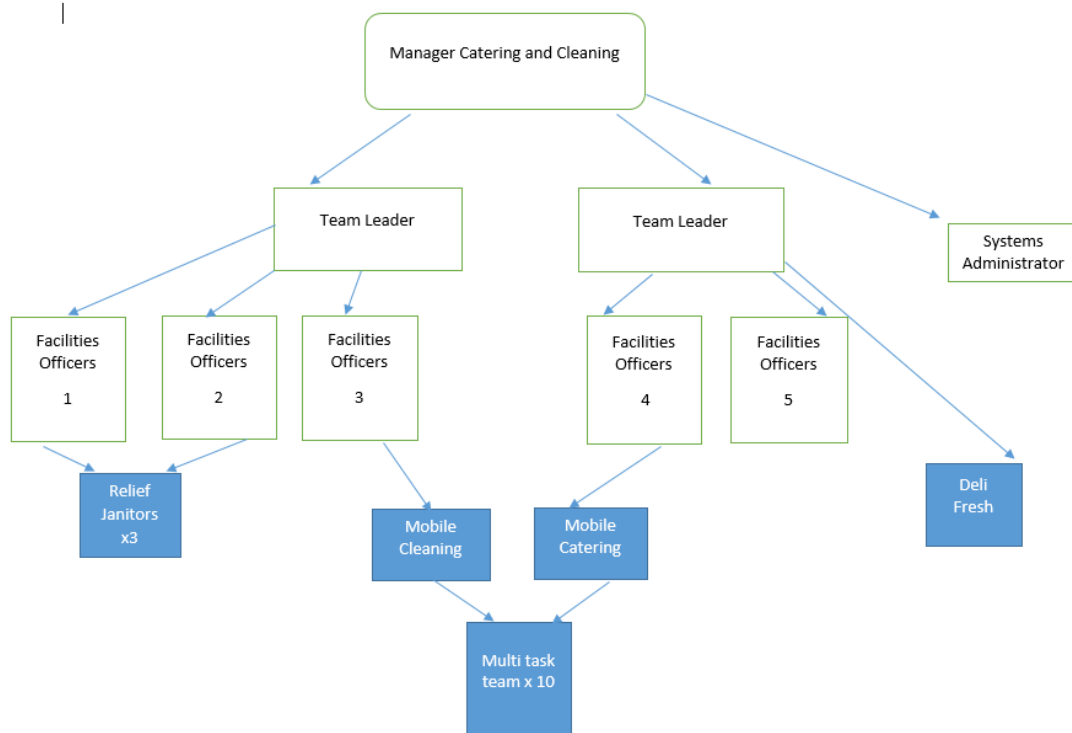 Manager Catering and Cleaning
Team Leader
Team Leader
Systems
Administrator
Facilities
Officers
1
Facilities
Officers
2
Facilities
Officers
3
Facilities
Officers
4
Facilities
Officers
5
Relief
Janitors
x3
Mobile
Cleaning
Mobile
Catering
Deli
Fresh
Multi task
team x 10